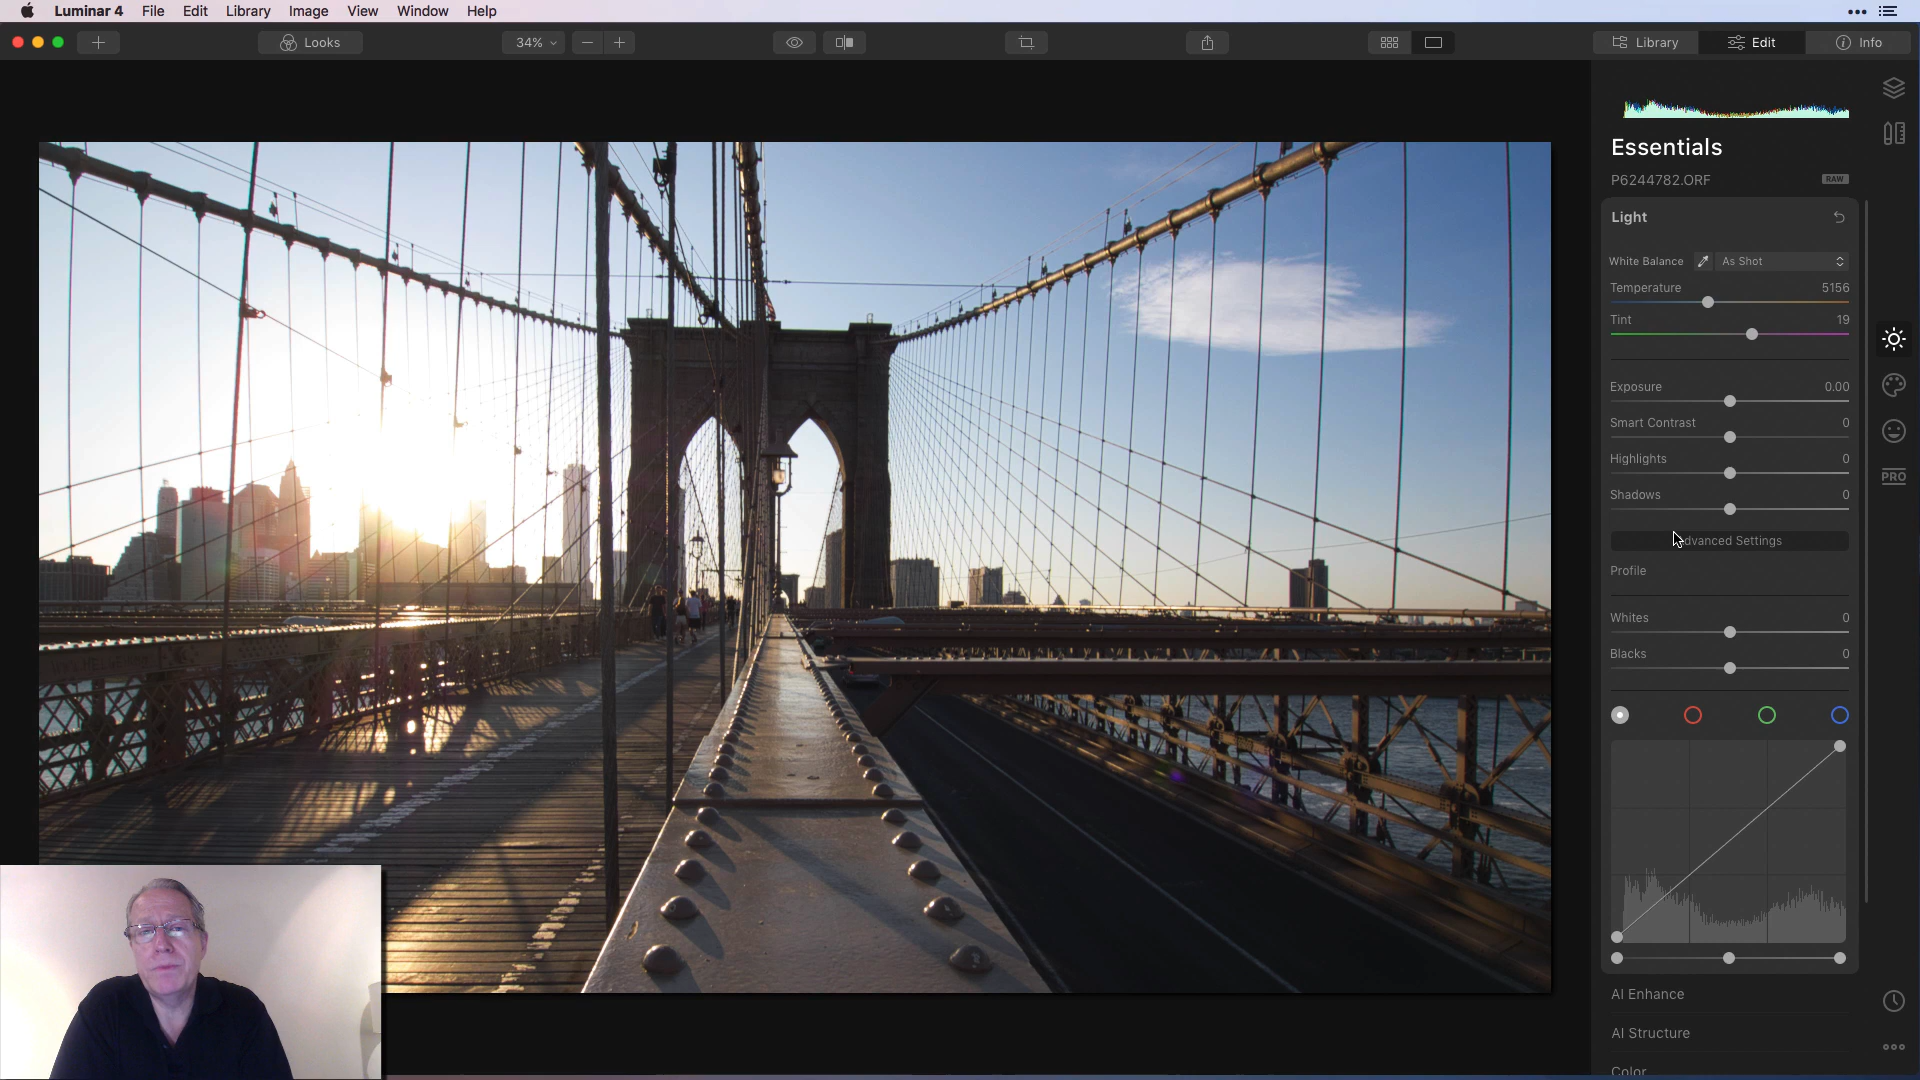 Luminar 4 File Edit Library Image View Window Help
Looks 34% Library Edit Info
Essentials
P6244782.ORF RAW
Light
White Balance As Shot
Temperature 5156
Tint 19
Exposure 0.00
Smart Contrast 0
Highlights 0
Shadows 0
dvanced Settings
Profile
Whites 0
Blacks 0
AI Enhance
AI Structure
Color
PRO